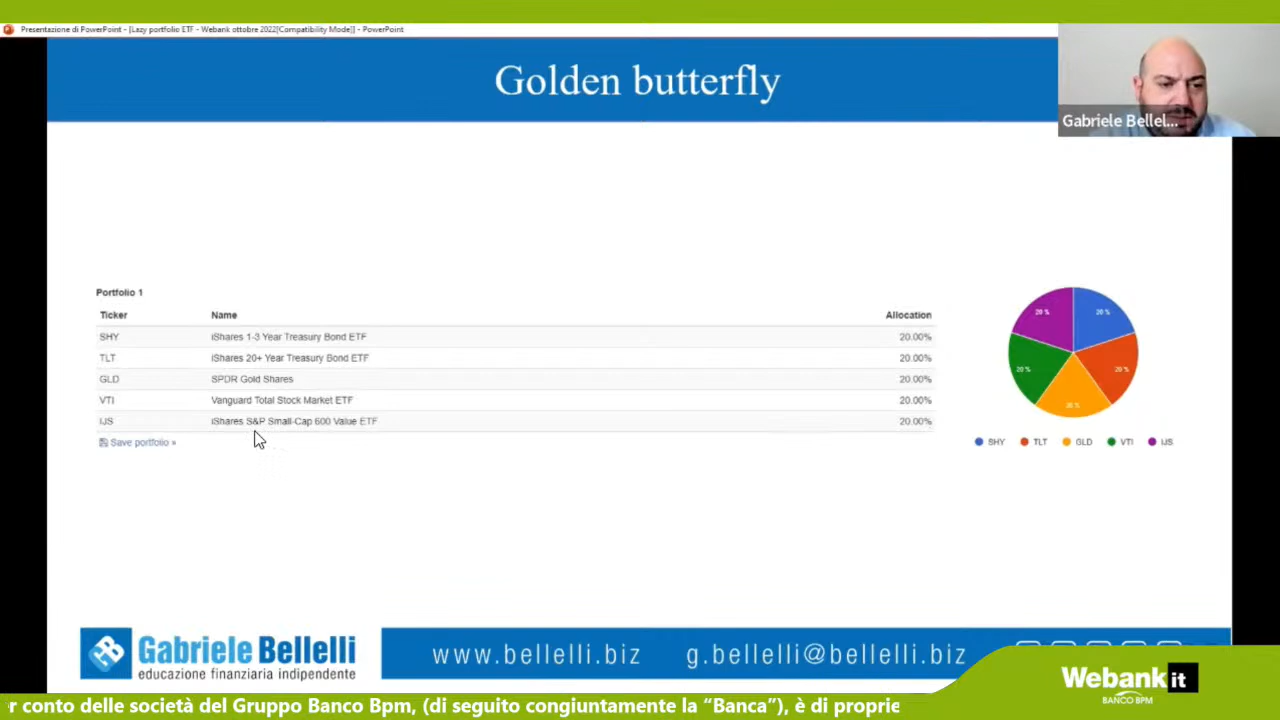 Presentazione di PowerPoint - [Lazy portfolio ETF - Webank ottobre 2022[Compatibility Mode]] - PowerPoint
Golden butterfly
Gabriele Bellel...
Portfolio 1
Ticker Name Allocation
SHY iShares 1-3 Year Treasury Bond ETF 20.00%
TLT iShares 20+ Year Treasury Bond ETF 20.00%
GLD SPDR Gold Shares 20.00%
VTI Vanguard Total Stock Market ETF 20.00%
IJS iShares S&P Small-Cap 600 Value ETF 20.00%
Save portfolio »
20 % 20 %
20 % 20 %
20 %
SHY TLT GLD VTI IJS
Gabriele Bellelli
educazione finanziaria indipendente
www.bellelli.biz g.bellelli@bellelli.biz
Webank it
BANCO BPM
r conto delle società del Gruppo Banco Bpm, (di seguito congiuntamente la “Banca”), è di proprie